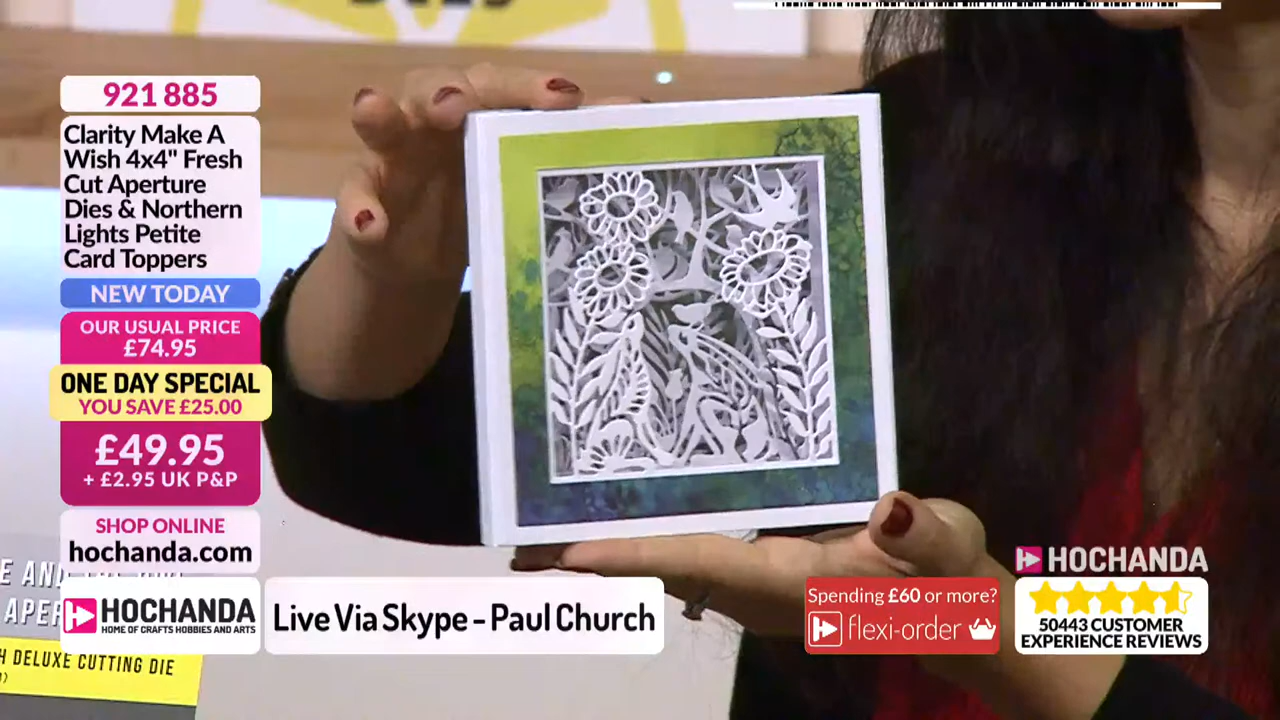 921 885
Clarity Make A
Wish 4x4" Fresh
Cut Aperture
Dies & Northern
Lights Petite
Card Toppers
NEW TODAY
OUR USUAL PRICE
£74.95
ONE DAY SPECIAL
YOU SAVE £25.00
£49.95
+ £2.95 UK P&P
SHOP ONLINE
hochanda.com
HOCHANDA
HOME OF CRAFTS HOBBIES AND ARTS
Live Via Skype - Paul Church
DELUXE CUTTING DIE
Spending £60 or more?
flexi-order
HOCHANDA
50443 CUSTOMER
EXPERIENCE REVIEWS